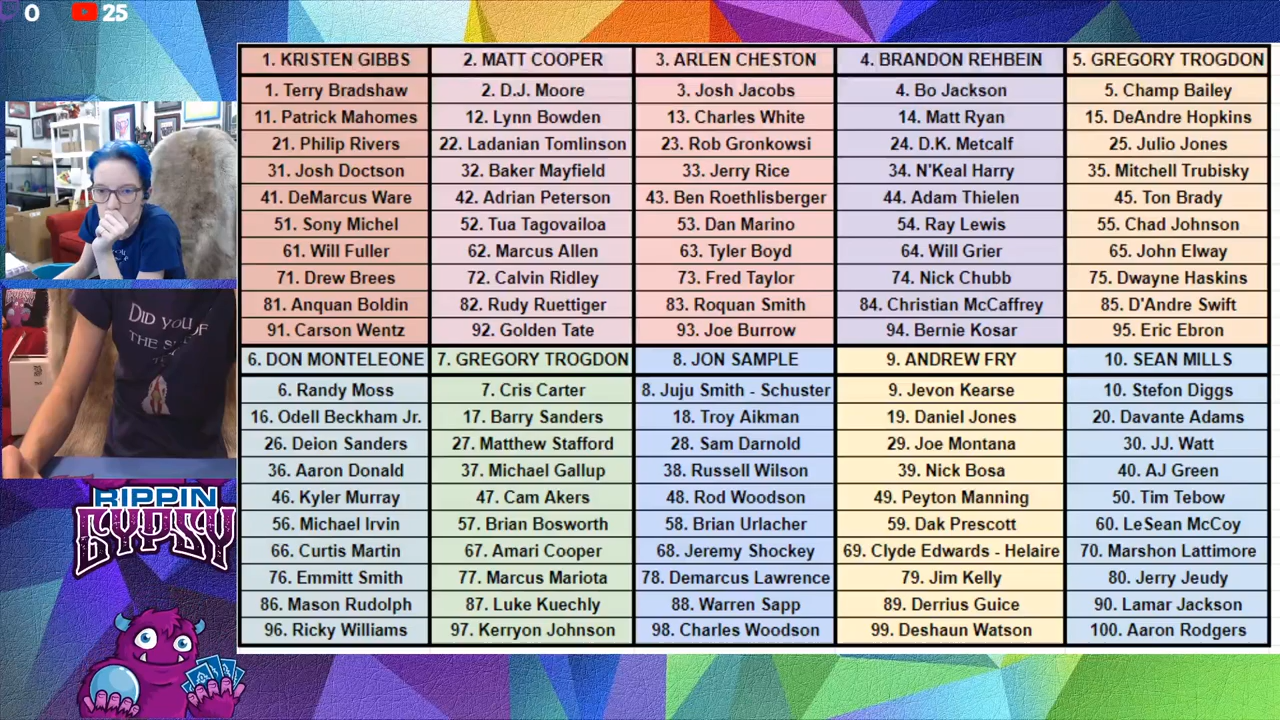 0 25
1. KRISTEN GIBBS 2. MATT COOPER 3. ARLEN CHESTON 4. BRANDON REHBEIN 5. GREGORY TROGDON
1. Terry Bradshaw 2. D.J. Moore 3. Josh Jacobs 4. Bo Jackson 5. Champ Bailey
11. Patrick Mahomes 12. Lynn Bowden 13. Charles White 14. Matt Ryan 15. DeAndre Hopkins
21. Philip Rivers 22. Ladanian Tomlinson 23. Rob Gronkowsi 24. D.K. Metcalf 25. Julio Jones
31. Josh Doctson 32. Baker Mayfield 33. Jerry Rice 34. N'Keal Harry 35. Mitchell Trubisky
41. DeMarcus Ware 42. Adrian Peterson 43. Ben Roethlisberger 44. Adam Thielen 45. Ton Brady
51. Sony Michel 52. Tua Tagovailoa 53. Dan Marino 54. Ray Lewis 55. Chad Johnson
61. Will Fuller 62. Marcus Allen 63. Tyler Boyd 64. Will Grier 65. John Elway
71. Drew Brees 72. Calvin Ridley 73. Fred Taylor 74. Nick Chubb 75. Dwayne Haskins
81. Anquan Boldin 82. Rudy Ruettiger 83. Roquan Smith 84. Christian McCaffrey 85. D'Andre Swift
91. Carson Wentz 92. Golden Tate 93. Joe Burrow 94. Bernie Kosar 95. Eric Ebron
6. DON MONTELEONE 7. GREGORY TROGDON 8. JON SAMPLE 9. ANDREW FRY 10. SEAN MILLS
6. Randy Moss 7. Cris Carter 8. Juju Smith - Schuster 9. Jevon Kearse 10. Stefon Diggs
16. Odell Beckham Jr. 17. Barry Sanders 18. Troy Aikman 19. Daniel Jones 20. Davante Adams
26. Deion Sanders 27. Matthew Stafford 28. Sam Darnold 29. Joe Montana 30. JJ. Watt
36. Aaron Donald 37. Michael Gallup 38. Russell Wilson 39. Nick Bosa 40. AJ Green
46. Kyler Murray 47. Cam Akers 48. Rod Woodson 49. Peyton Manning 50. Tim Tebow
56. Michael Irvin 57. Brian Bosworth 58. Brian Urlacher 59. Dak Prescott 60. LeSean McCoy
66. Curtis Martin 67. Amari Cooper 68. Jeremy Shockey 69. Clyde Edwards - Helaire 70. Marshon Lattimore
76. Emmitt Smith 77. Marcus Mariota 78. Demarcus Lawrence 79. Jim Kelly 80. Jerry Jeudy
86. Mason Rudolph 87. Luke Kuechly 88. Warren Sapp 89. Derrius Guice 90. Lamar Jackson
96. Ricky Williams 97. Kerryon Johnson 98. Charles Woodson 99. Deshaun Watson 100. Aaron Rodgers
DID YOU
THE
RIPPIN
GYPSY